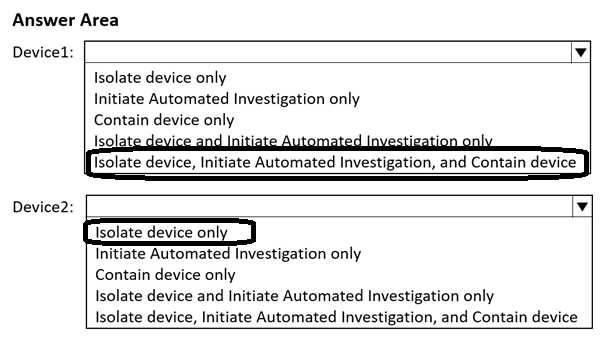 Answer Area
Device1:
Isolate device only
Initiate Automated Investigation only
Contain device only
Isolate device and Initiate Automated Investigation only
Isolate device, Initiate Automated Investigation, and Contain device
Device2:
Isolate device only
Initiate Automated Investigation only
Contain device only
Isolate device and Initiate Automated Investigation only
Isolate device, Initiate Automated Investigation, and Contain device